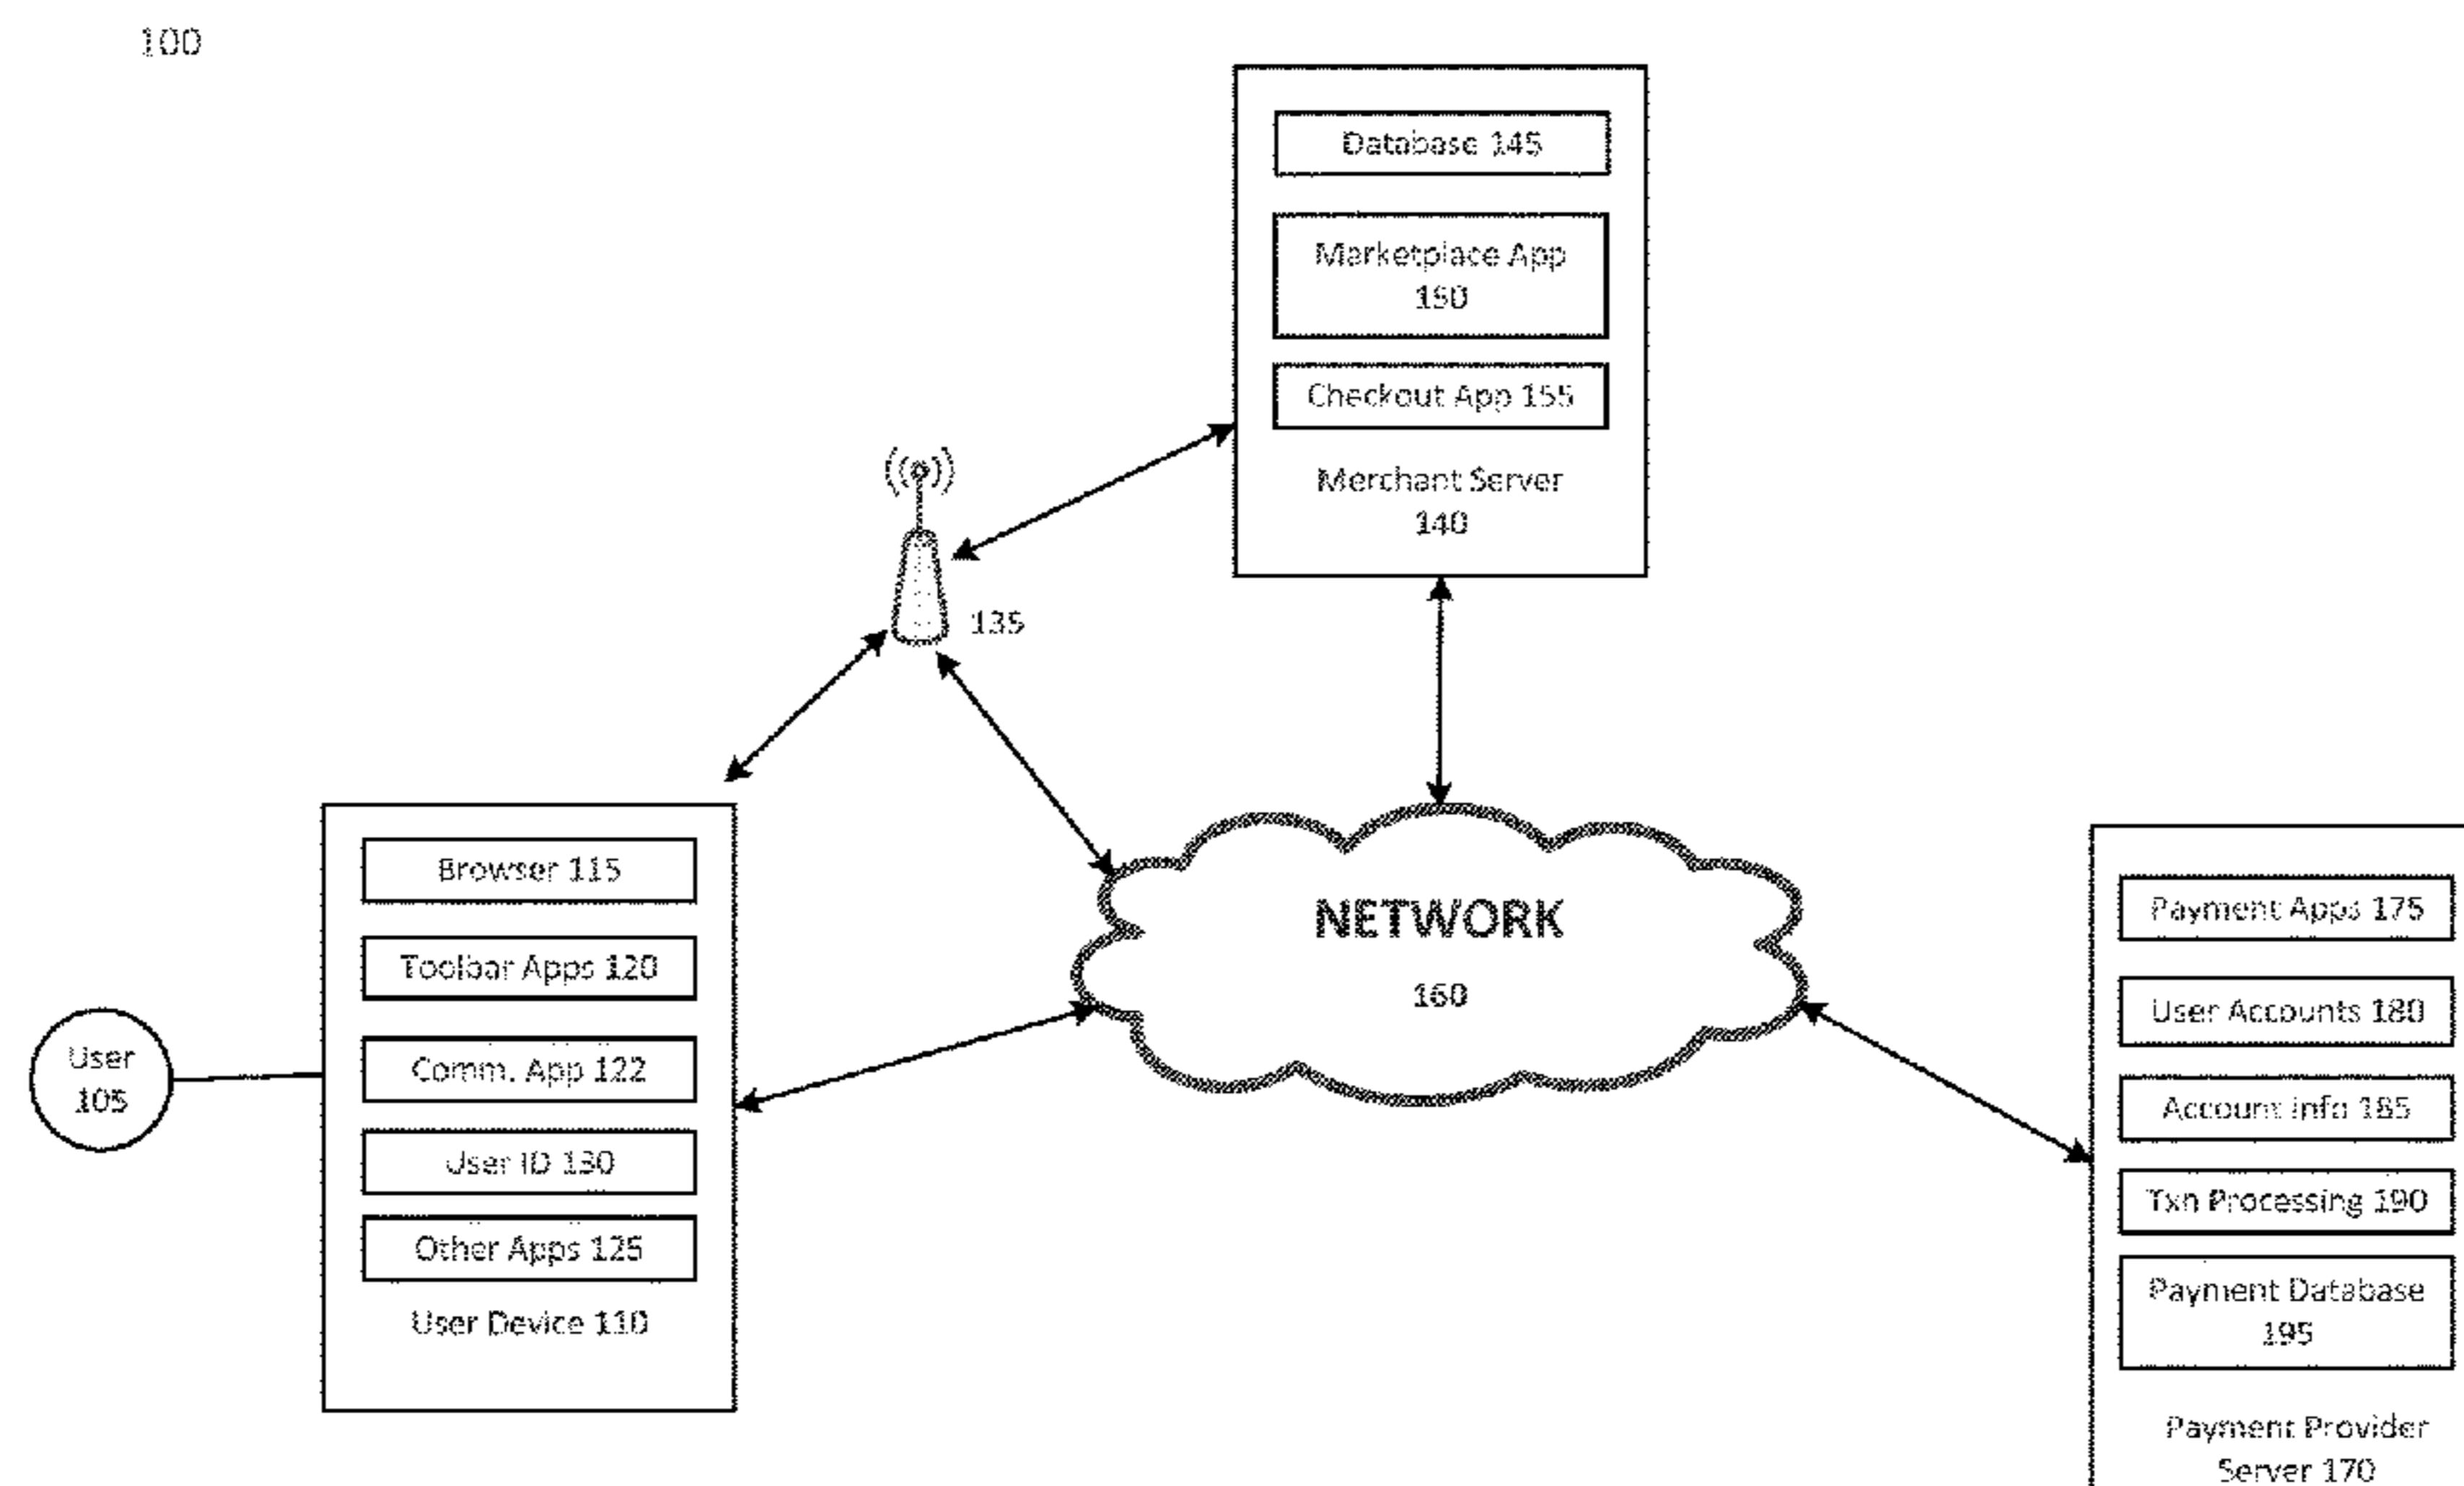 100
Database 145
Marketplace App
150
Checkout App 155
Merchant Server
140
135
Browser 115
Toolbar Apps 120
Comm. App 122
User ID 130
Other Apps 125
User Device 110
User
105
NETWORK
160
Payment Apps 175
User Accounts 180
Account Info 185
Txn Processing 190
Payment Database
195
Payment Provider
Server 170